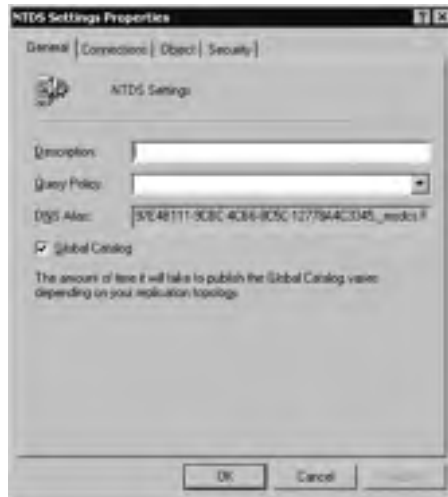 NTDS Settings Properties
General Connections Object Security
NTDS Settings
Description:
Query Policy:
DNS Alias:
Global Catalog
The amount of time it will take to publish the Global Catalog varies
depending on your replication topology.
OK Cancel